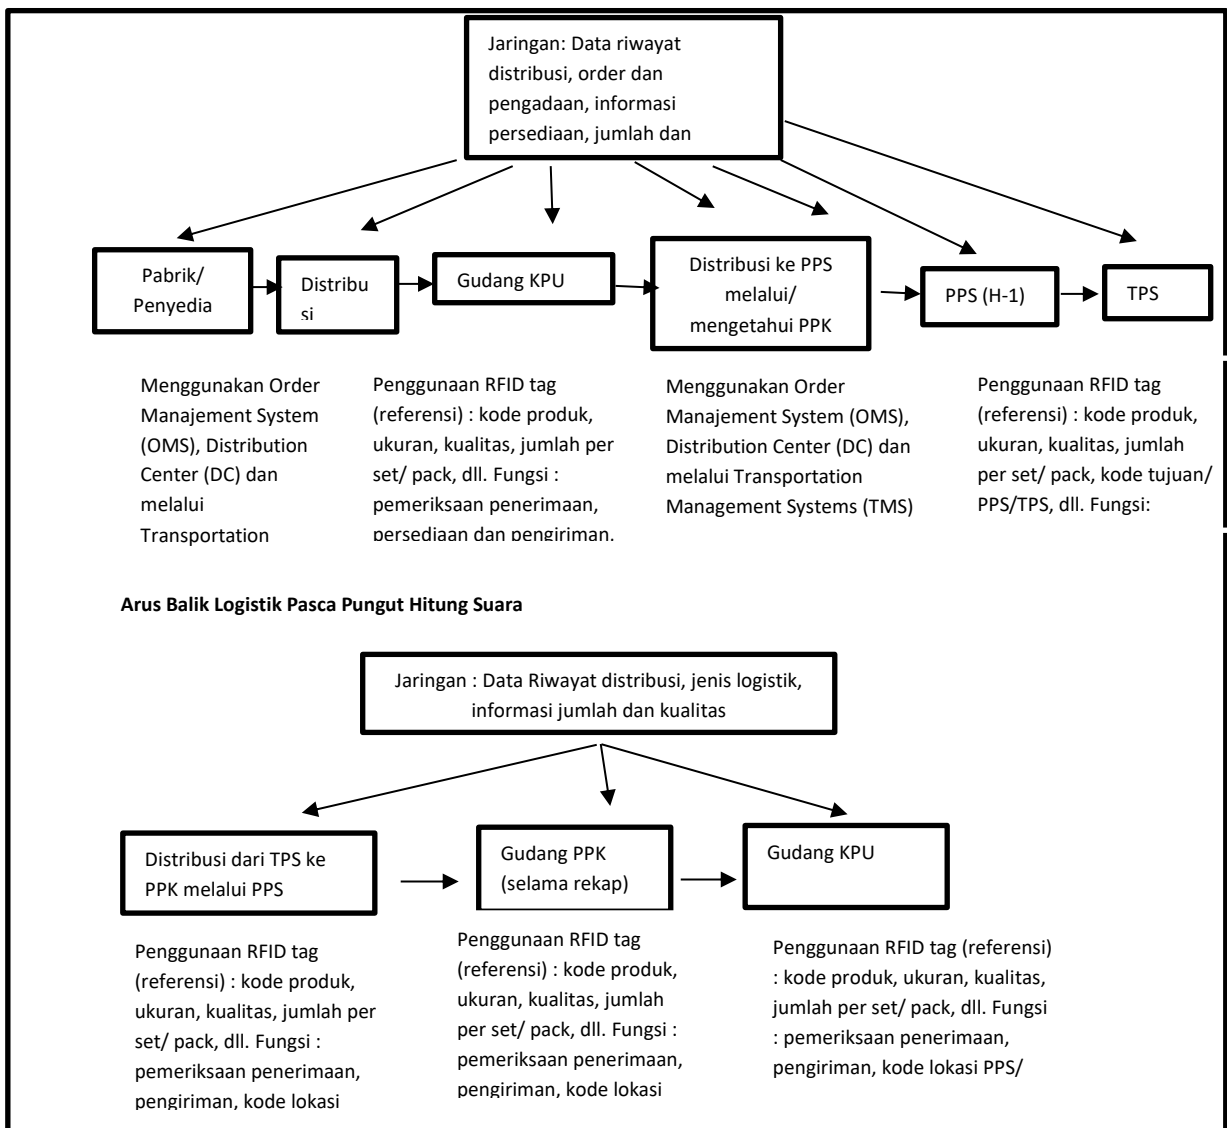 Jaringan: Data riwayat
distribusi, order dan
pengadaan, informasi
persediaan, jumlah dan
Pabrik/
Penyedia
Distribu
si
Gudang KPU
Distribusi ke PPS
melalui/
mengetahui PPK
PPS (H-1)
TPS
Menggunakan Order
Manajement System
(OMS), Distribution
Center (DC) dan
melalui
Transportation
Penggunaan RFID tag
(referensi) : kode produk,
ukuran, kualitas, jumlah per
set/ pack, dll. Fungsi :
pemeriksaan penerimaan,
persediaan dan pengiriman.
Menggunakan Order
Manajement System (OMS),
Distribution Center (DC) dan
melalui Transportation
Management Systems (TMS)
Penggunaan RFID tag
(referensi) : kode produk,
ukuran, kualitas, jumlah
per set/ pack, kode tujuan/
PPS/TPS, dll. Fungsi:
Arus Balik Logistik Pasca Pungut Hitung Suara
Jaringan : Data Riwayat distribusi, jenis logistik,
informasi jumlah dan kualitas
Distribusi dari TPS ke
PPK melalui PPS
Gudang PPK
(selama rekap)
Gudang KPU
Penggunaan RFID tag
(referensi) : kode produk,
ukuran, kualitas, jumlah per
set/ pack, dll. Fungsi :
pemeriksaan penerimaan,
pengiriman, kode lokasi
Penggunaan RFID tag
(referensi) : kode produk,
ukuran, kualitas, jumlah
per set/ pack, dll. Fungsi :
pemeriksaan penerimaan,
pengiriman, kode lokasi
Penggunaan RFID tag (referensi)
: kode produk, ukuran, kualitas,
jumlah per set/ pack, dll. Fungsi
: pemeriksaan penerimaan,
pengiriman, kode lokasi PPS/